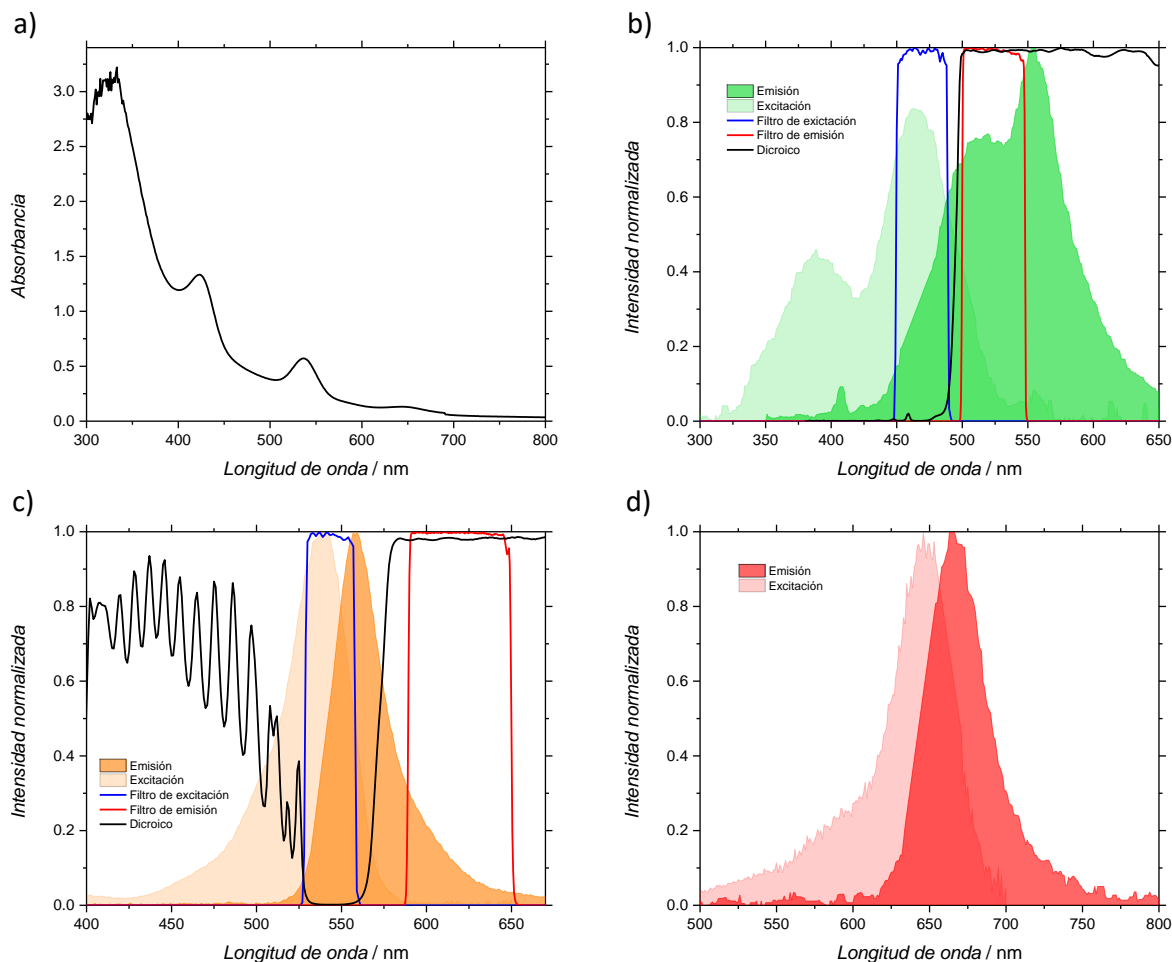 a)
3.0
2.5
2.0
1.5
1.0
0.5
0.0
300
400
500
600
700
800
Absorbancia
Longitud de onda / nm
b)
1.0
0.8
0.6
0.4
0.2
0.0
300
350
400
450
500
550
600
650
Intensidad normalizada
Longitud de onda / nm
Emisión
Excitación
Filtro de exictación
Filtro de emisión
Dicroico
c)
1.0
0.8
0.6
0.4
0.2
0.0
400
450
500
550
600
650
Intensidad normalizada
Longitud de onda / nm
Emisión
Excitación
Filtro de excitación
Filtro de emisión
Dicroico
d)
1.0
0.8
0.6
0.4
0.2
0.0
500
550
600
650
700
750
800
Intensidad normalizada
Longitud de onda / nm
Emisión
Excitación